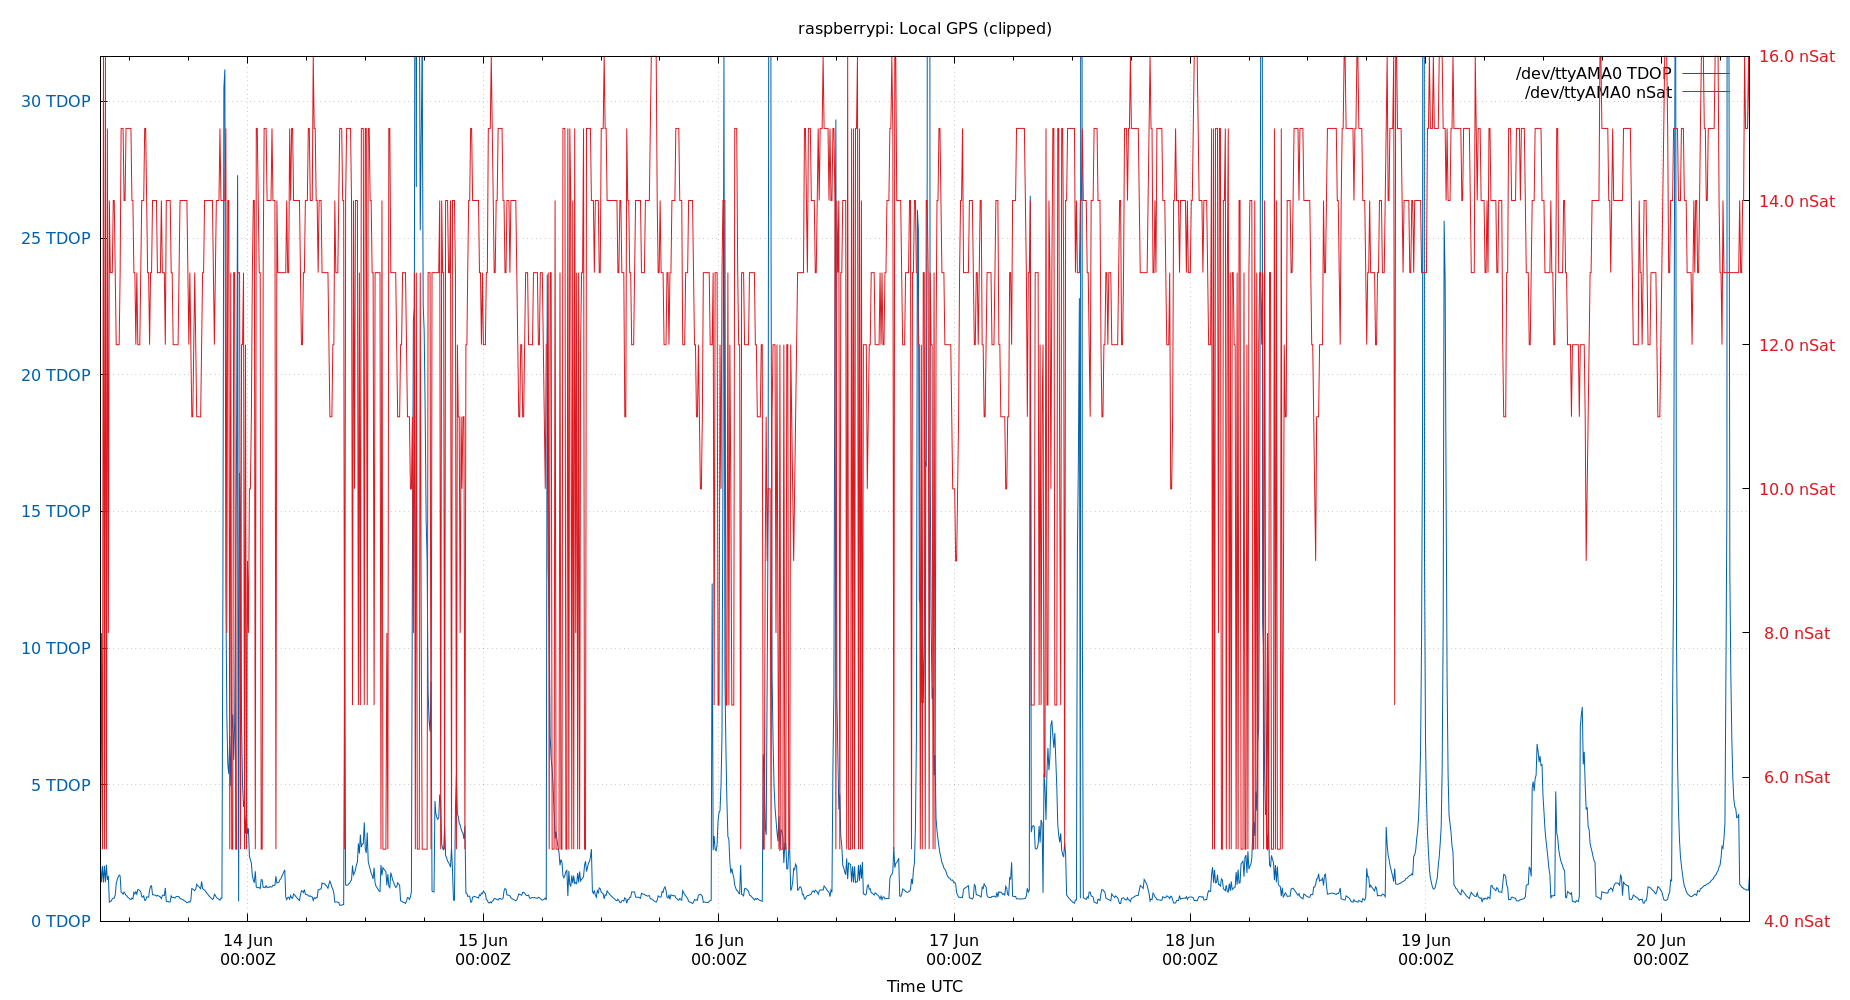 raspberrypi: Local GPS (clipped)
/dev/ttyAMA0 TDOP
/dev/ttyAMA0 nSat
30 TDOP
25 TDOP
20 TDOP
15 TDOP
10 TDOP
5 TDOP
0 TDOP
16.0 nSat
14.0 nSat
12.0 nSat
10.0 nSat
8.0 nSat
6.0 nSat
4.0 nSat
14 Jun 15 Jun 16 Jun 17 Jun 18 Jun 19 Jun 20 Jun
00:00Z 00:00Z 00:00Z 00:00Z 00:00Z 00:00Z 00:00Z
Time UTC